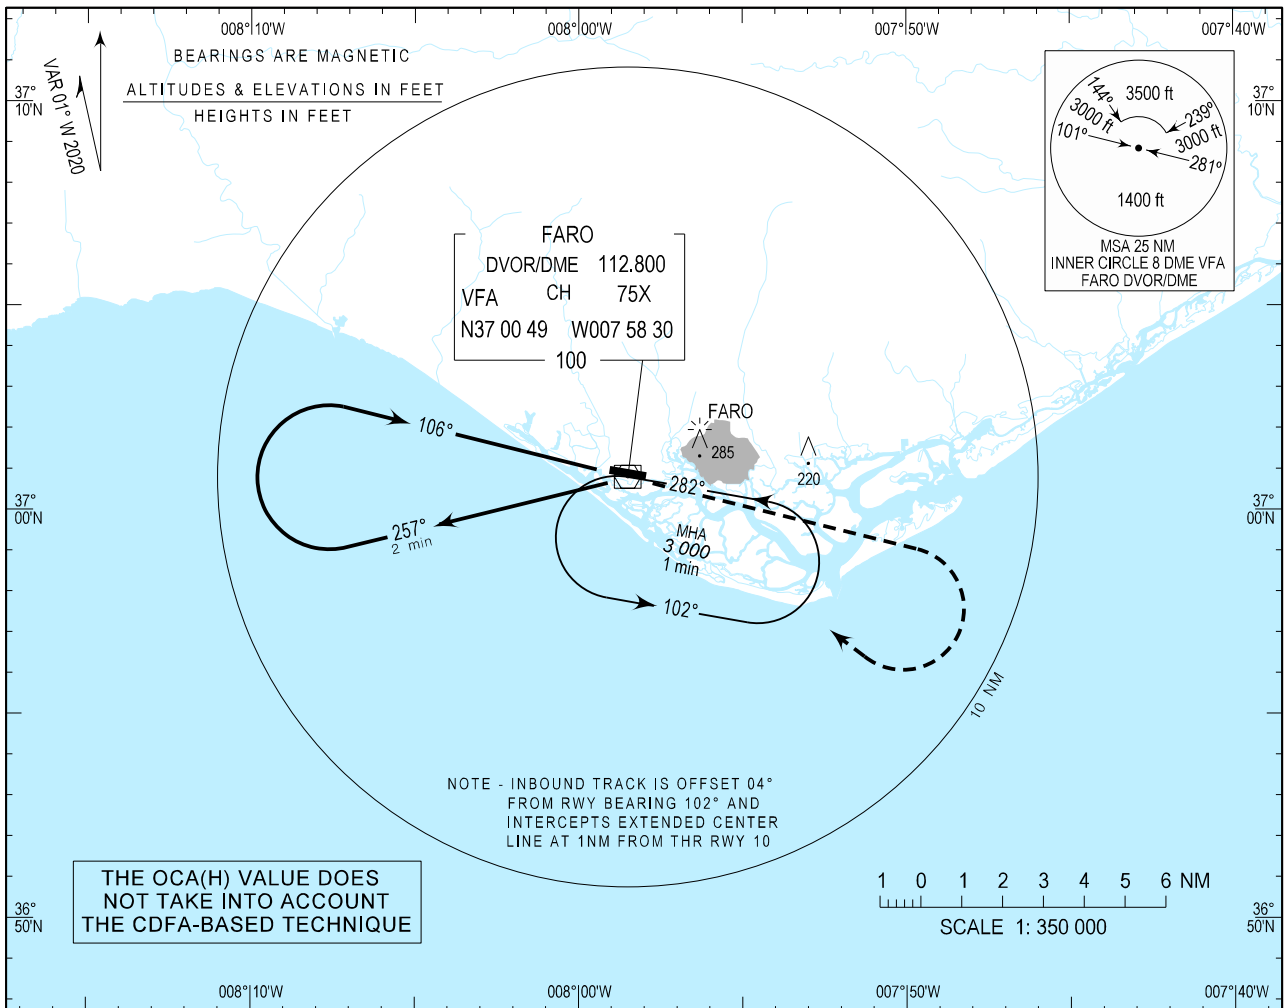 008°10'W
008°00'W
007°50'W
007°40'W
BEARINGS ARE MAGNETIC
ALTITUDES & ELEVATIONS IN FEET
HEIGHTS IN FEET
VAR 01° W 2020
37°
10'N
37°
10'N
3500 ft
144°
3000 ft
101°
239°
3000 ft
281°
1400 ft
MSA 25 NM
INNER CIRCLE 8 DME VFA
FARO DVOR/DME
FARO
DVOR/DME 112.800
VFA CH 75X
N37 00 49 W007 58 30
100
FARO
285
220
106°
282°
257°
2 min
MHA
3 000
1 min
102°
37°
00'N
37°
00'N
10 NM
NOTE - INBOUND TRACK IS OFFSET 04°
FROM RWY BEARING 102° AND
INTERCEPTS EXTENDED CENTER
LINE AT 1NM FROM THR RWY 10
THE OCA(H) VALUE DOES
NOT TAKE INTO ACCOUNT
THE CDFA-BASED TECHNIQUE
1 0 1 2 3 4 5 6 NM
SCALE 1: 350 000
36°
50'N
36°
50'N
008°10'W
008°00'W
007°50'W
007°40'W